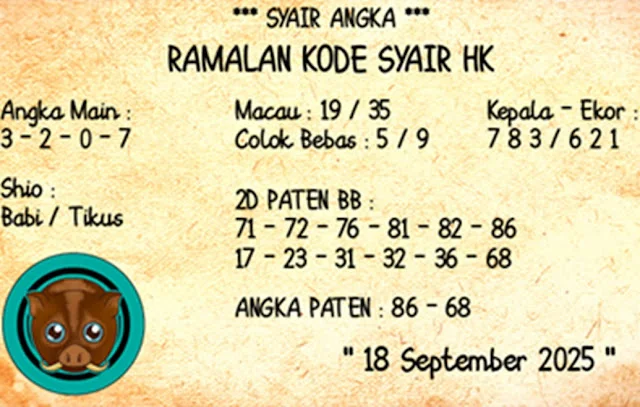 *** SYAIR ANGKA ***
RAMALAN KODE SYAIR HK
Angka Main :
3 - 2 - 0 - 7
Macau : 19 / 35
Colok Bebas : 5 / 9
Kepala - Ekor :
7 8 3 / 6 2 1
Shio :
Babi / Tikus
2D PATEN BB :
71 - 72 - 76 - 81 - 82 - 86
17 - 23 - 31 - 32 - 36 - 68
ANGKA PATEN : 86 - 68
" 18 September 2025 "